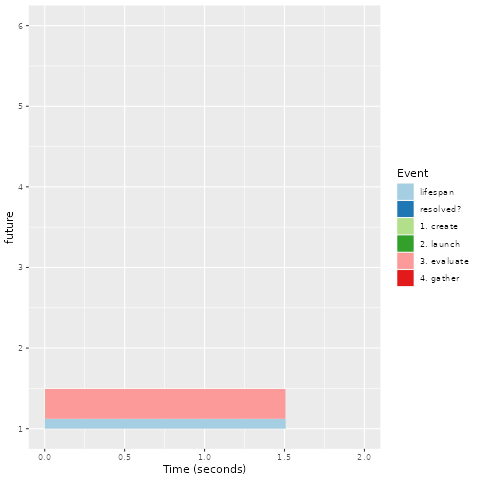 6
5
4
3
2
1
future
0.0
0.5
1.0
1.5
2.0
Time (seconds)
Event
lifespan
resolved?
1. create
2. launch
3. evaluate
4. gather